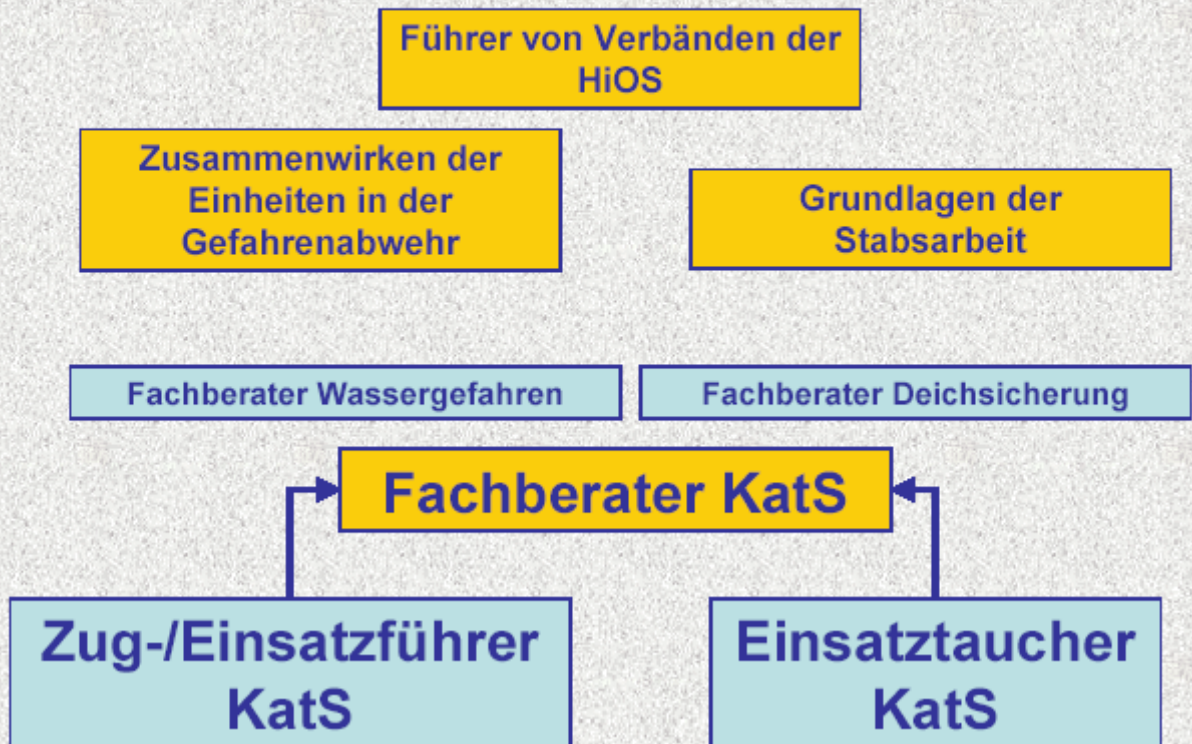 Führer von Verbänden der
HiOS
Zusammenwirken der
Einheiten in der
Gefahrenabwehr
Grundlagen der
Stabsarbeit
Fachberater Wassergefahren
Fachberater Deichsicherung
Fachberater KatS
Zug-/Einsatzführer
KatS
Einsatztaucher
KatS